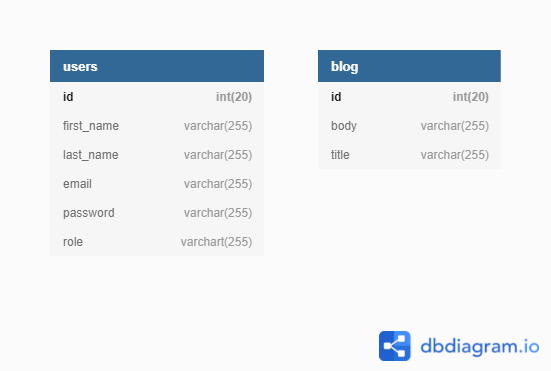 users
id int(20)
first_name varchar(255)
last_name varchar(255)
email varchar(255)
password varchar(255)
role varchart(255)
blog
id int(20)
body varchar(255)
title varchar(255)
dbdiagram.io